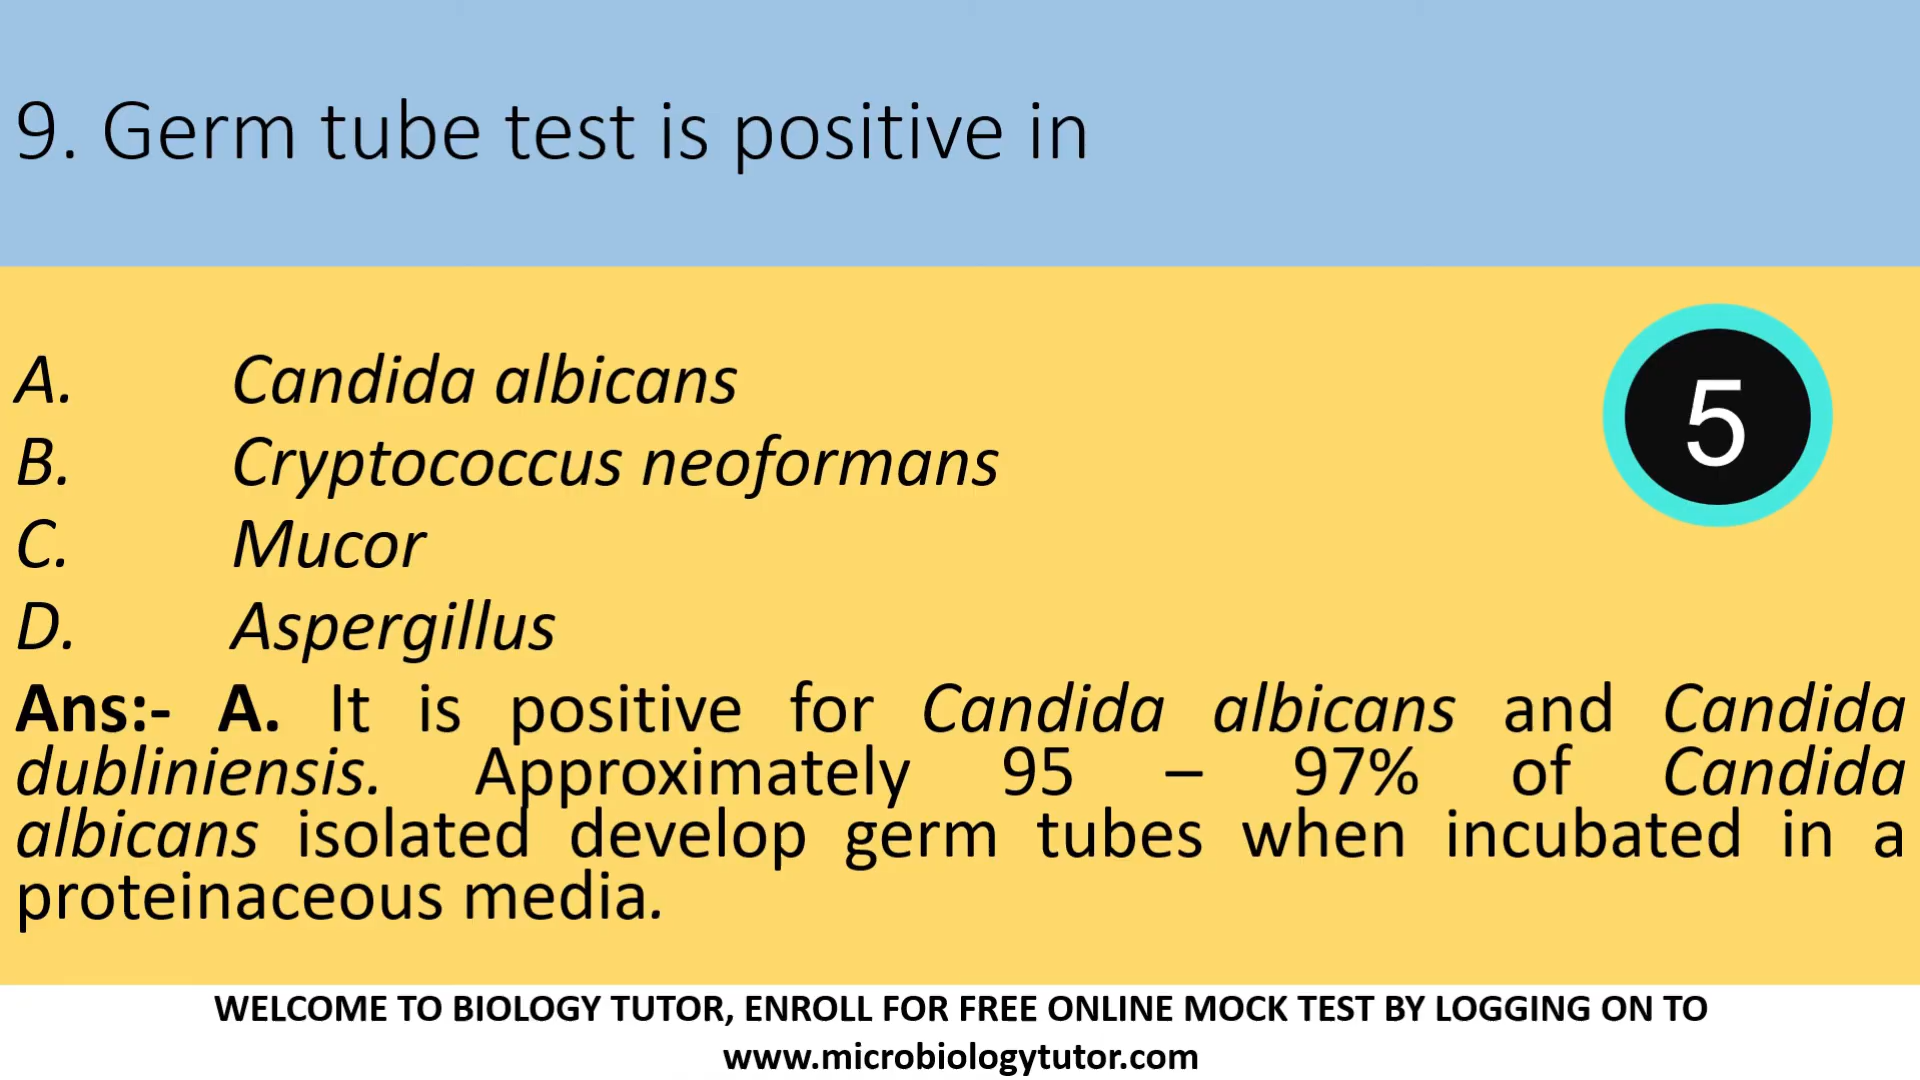 9. Germ tube test is positive in
A. Candida albicans
5
B. Cryptococcus neoformans
C. Mucor
D. Aspergillus
Ans:- A. It is positive for Candida albicans and Candida
dubliniensis. Approximately 95 – 97% of Candida
albicans isolated develop germ tubes when incubated in a
proteinaceous media.
WELCOME TO BIOLOGY TUTOR, ENROLL FOR FREE ONLINE MOCK TEST BY LOGGING ON TO
www.microbiologytutor.com